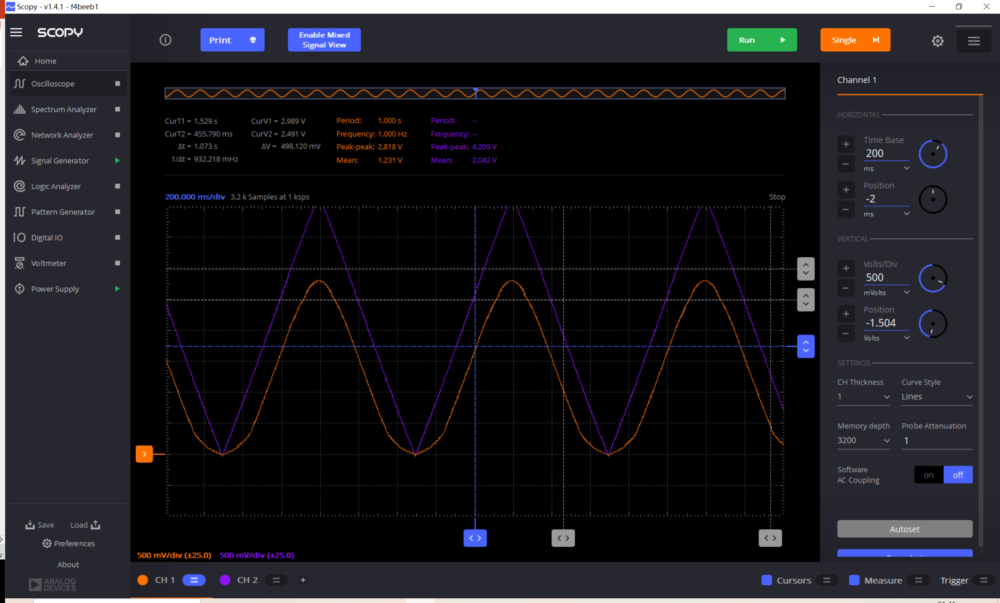 Scopy - v1.4.1 - f4beeb1
SCOPY
Print
Enable Mixed
Signal View
Run
Single
Home
Oscilloscope
Spectrum Analyzer
Network Analyzer
Signal Generator
Logic Analyzer
Pattern Generator
Digital IO
Voltmeter
Power Supply
Save Load
Preferences
About
ANALOG
DEVICES
CurT1 = 1.529 s CurV1 = 2.989 V Period: 1.000 s Period: --
CurT2 = 455.790 ms CurV2 = 2.491 V Frequency: 1.000 Hz Frequency: --
Δt = 1.073 s ΔV = 498.120 mV Peak-peak: 2.818 V Peak-peak: 4.209 V
1/Δt = 932.218 mHz Mean: 1.231 V Mean: 2.042 V
200.000 ms/div 3.2 k Samples at 1 ksps Stop
500 mV/div (±25.0) 500 mV/div (±25.0)
CH 1 CH 2 +
Cursors Measure Trigger
Channel 1
HORIZONTAL
Time Base
200
ms
Position
-2
ms
VERTICAL
Volts/Div
500
mVolts
Position
-1.504
Volts
SETTINGS
CH Thickness Curve Style
1 Lines
Memory depth Probe Attenuation
3200 1
Software
AC Coupling
on off
Autoset